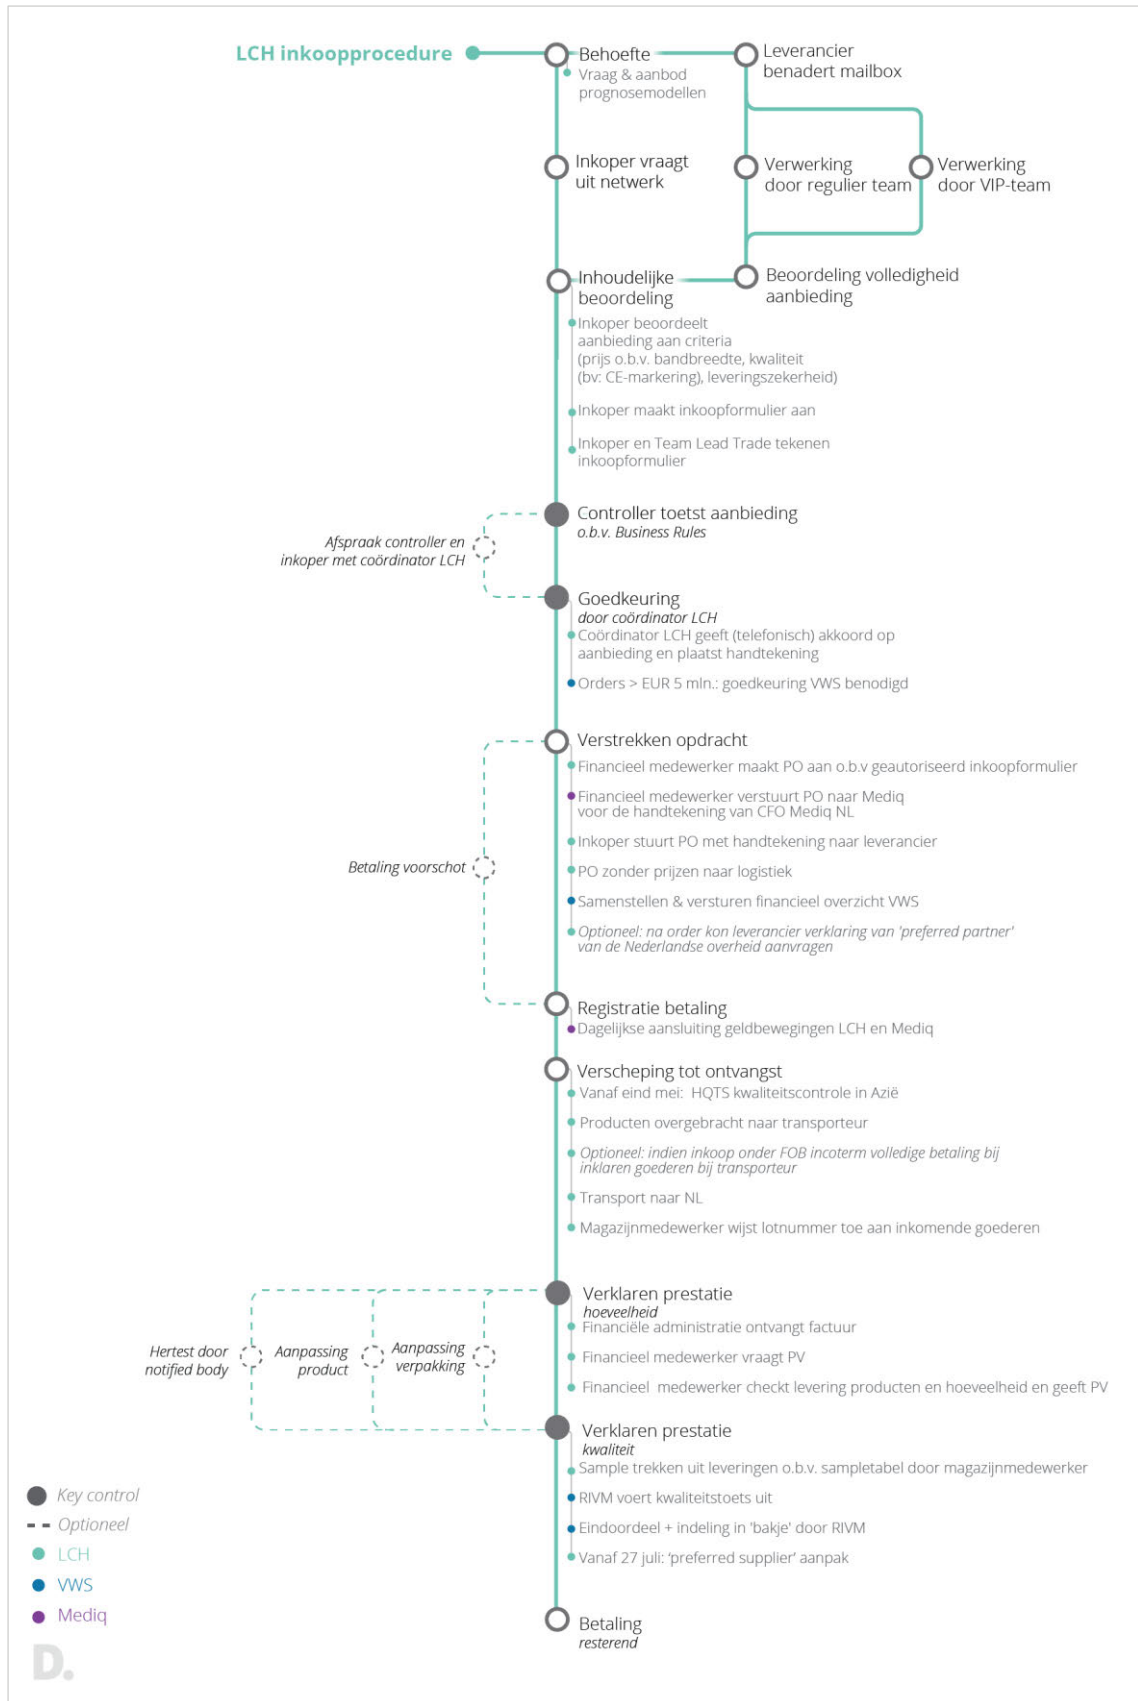 LCH inkoopprocedure
Behoefte
Vraag & aanbod
prognosemodellen
Leverancier
benadert mailbox
Inkoper vraagt
uit netwerk
Verwerking
door regulier team
Verwerking
door VIP-team
Inhoudelijke
beoordeling
Beoordeling volledigheid
aanbieding
Inkoper beoordeelt
aanbieding aan criteria
(prijs o.b.v. bandbreedte, kwaliteit
(bv: CE-markering), leveringszekerheid)
Inkoper maakt inkoopformulier aan
Inkoper en Team Lead Trade tekenen
inkoopformulier
Controller toetst aanbieding
o.b.v. Business Rules
Afspraak controller en
inkoper met coördinator LCH
Goedkeuring
door coördinator LCH
Coördinator LCH geeft (telefonisch) akkoord op
aanbieding en plaatst handtekening
Orders > EUR 5 mln.: goedkeuring VWS benodigd
Verstrekken opdracht
Financieel medewerker maakt PO aan o.b.v geautoriseerd inkoopformulier
Financieel medewerker verstuurt PO naar Mediq
voor de handtekening van CFO Mediq NL
Inkoper stuurt PO met handtekening naar leverancier
Betaling voorschot
PO zonder prijzen naar logistiek
Samenstellen & versturen financieel overzicht VWS
Optioneel: na order kon leverancier verklaring van 'preferred partner'
van de Nederlandse overheid aanvragen
Registratie betaling
Dagelijkse aansluiting geldbewegingen LCH en Mediq
Verscheping tot ontvangst
Vanaf eind mei: HQTS kwaliteitscontrole in Azië
Producten overgebracht naar transporteur
Optioneel: indien inkoop onder FOB incoterm volledige betaling bij
inklaren goederen bij transporteur
Transport naar NL
Magazijnmedewerker wijst lotnummer toe aan inkomende goederen
Verklaren prestatie
hoeveelheid
Financiële administratie ontvangt factuur
Financieel medewerker vraagt PV
Financieel medewerker checkt levering producten en hoeveelheid en geeft PV
Hertest door
notified body
Aanpassing
product
Aanpassing
verpakking
Verklaren prestatie
kwaliteit
Sample trekken uit leveringen o.b.v. sampletabel door magazijnmedewerker
RIVM voert kwaliteitstoets uit
Eindoordeel + indeling in 'bakje' door RIVM
Vanaf 27 juli: 'preferred supplier' aanpak
Betaling
resterend
Key control
Optioneel
LCH
VWS
Mediq
D.